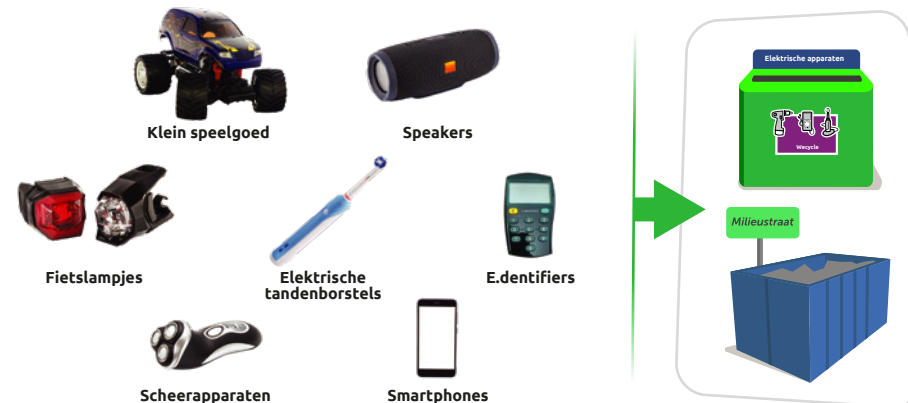 Klein speelgoed
Speakers
Fietslampjes
Elektrische
tandenborstels
E.dentifiers
Scheerapparaten
Smartphones
Elektrische apparaten
Wecycle
Milieustraat